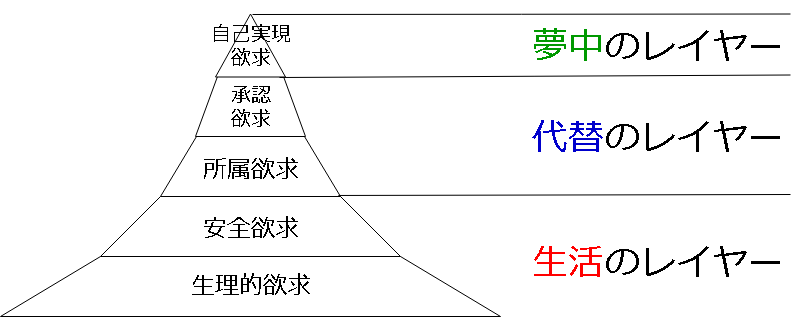 自己実現
欲求
夢中のレイヤー
承認
欲求
代替のレイヤー
所属欲求
安全欲求
生活のレイヤー
生理的欲求